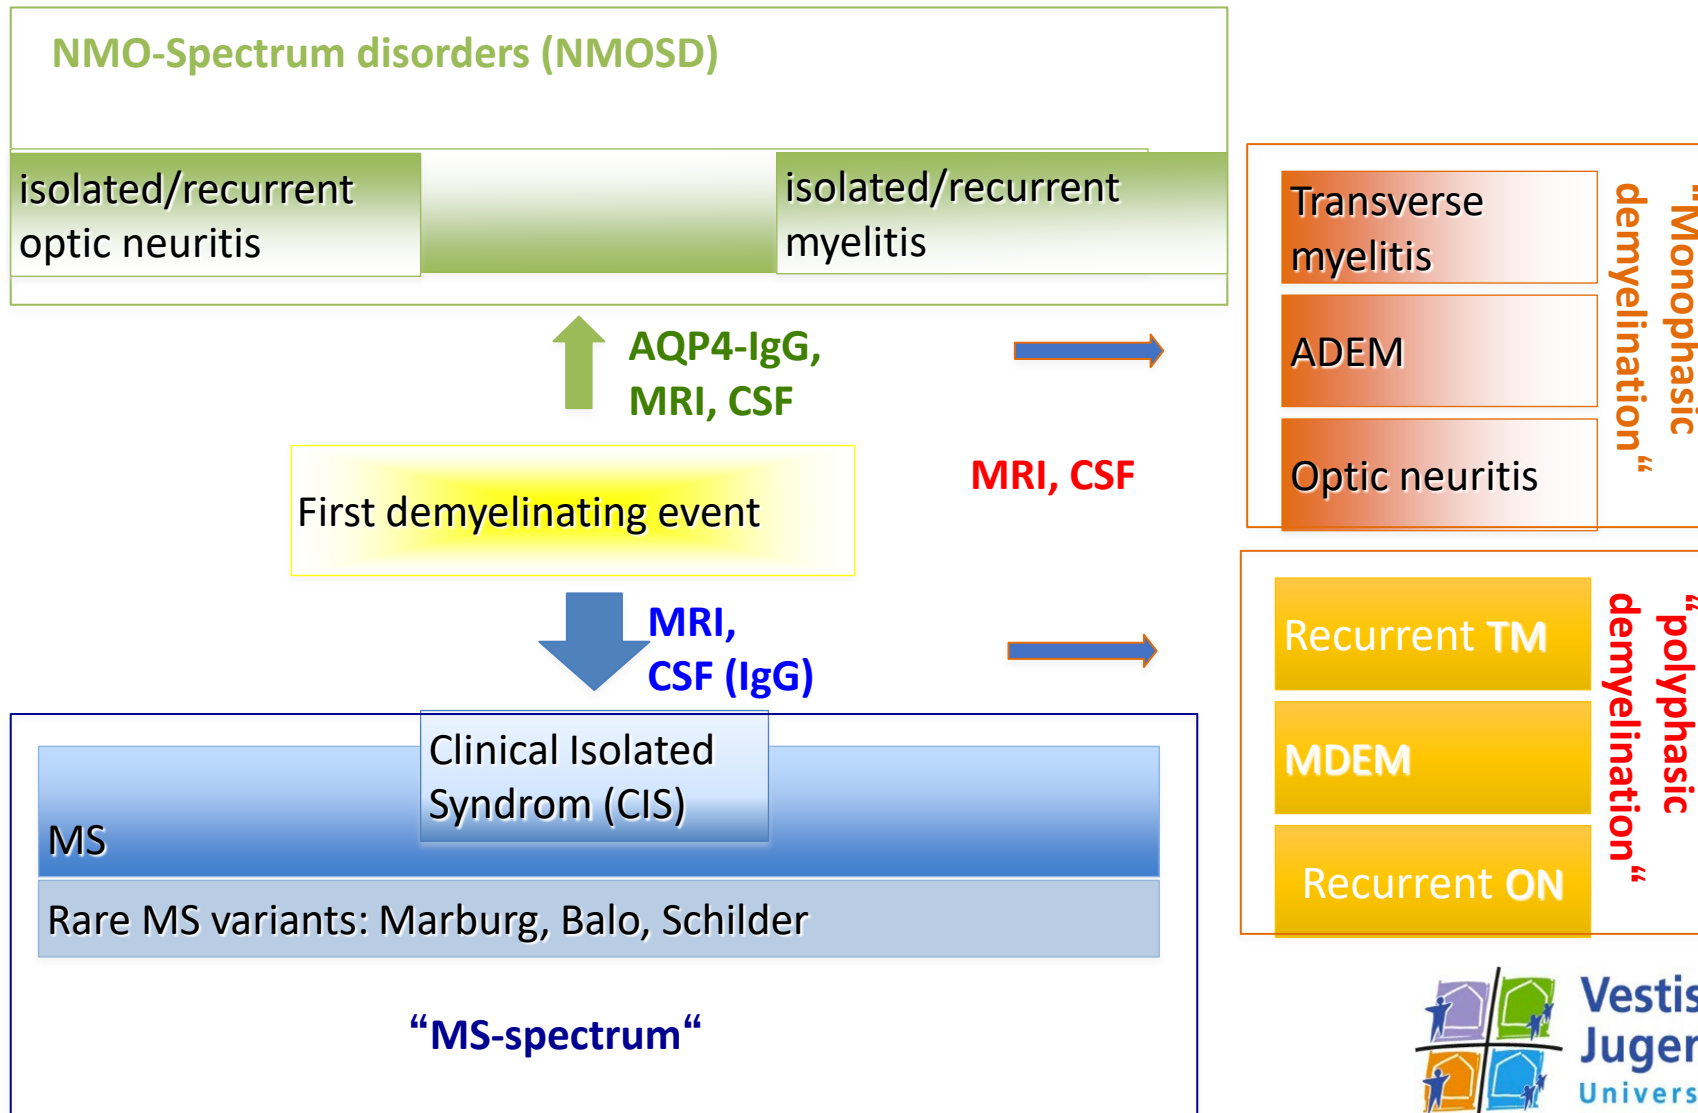 NMO-Spectrum disorders (NMOSD)
isolated/recurrent
optic neuritis
isolated/recurrent
myelitis
AQP4-IgG,
MRI, CSF
First demyelinating event
MRI, CSF
MRI,
CSF (IgG)
Clinical Isolated
Syndrom (CIS)
MS
Rare MS variants: Marburg, Balo, Schilder
“MS-spectrum“
Transverse
myelitis
ADEM
Optic neuritis
“Monophasic
demyelination“
Recurrent TM
MDEM
Recurrent ON
“polyphasic
demyelination“